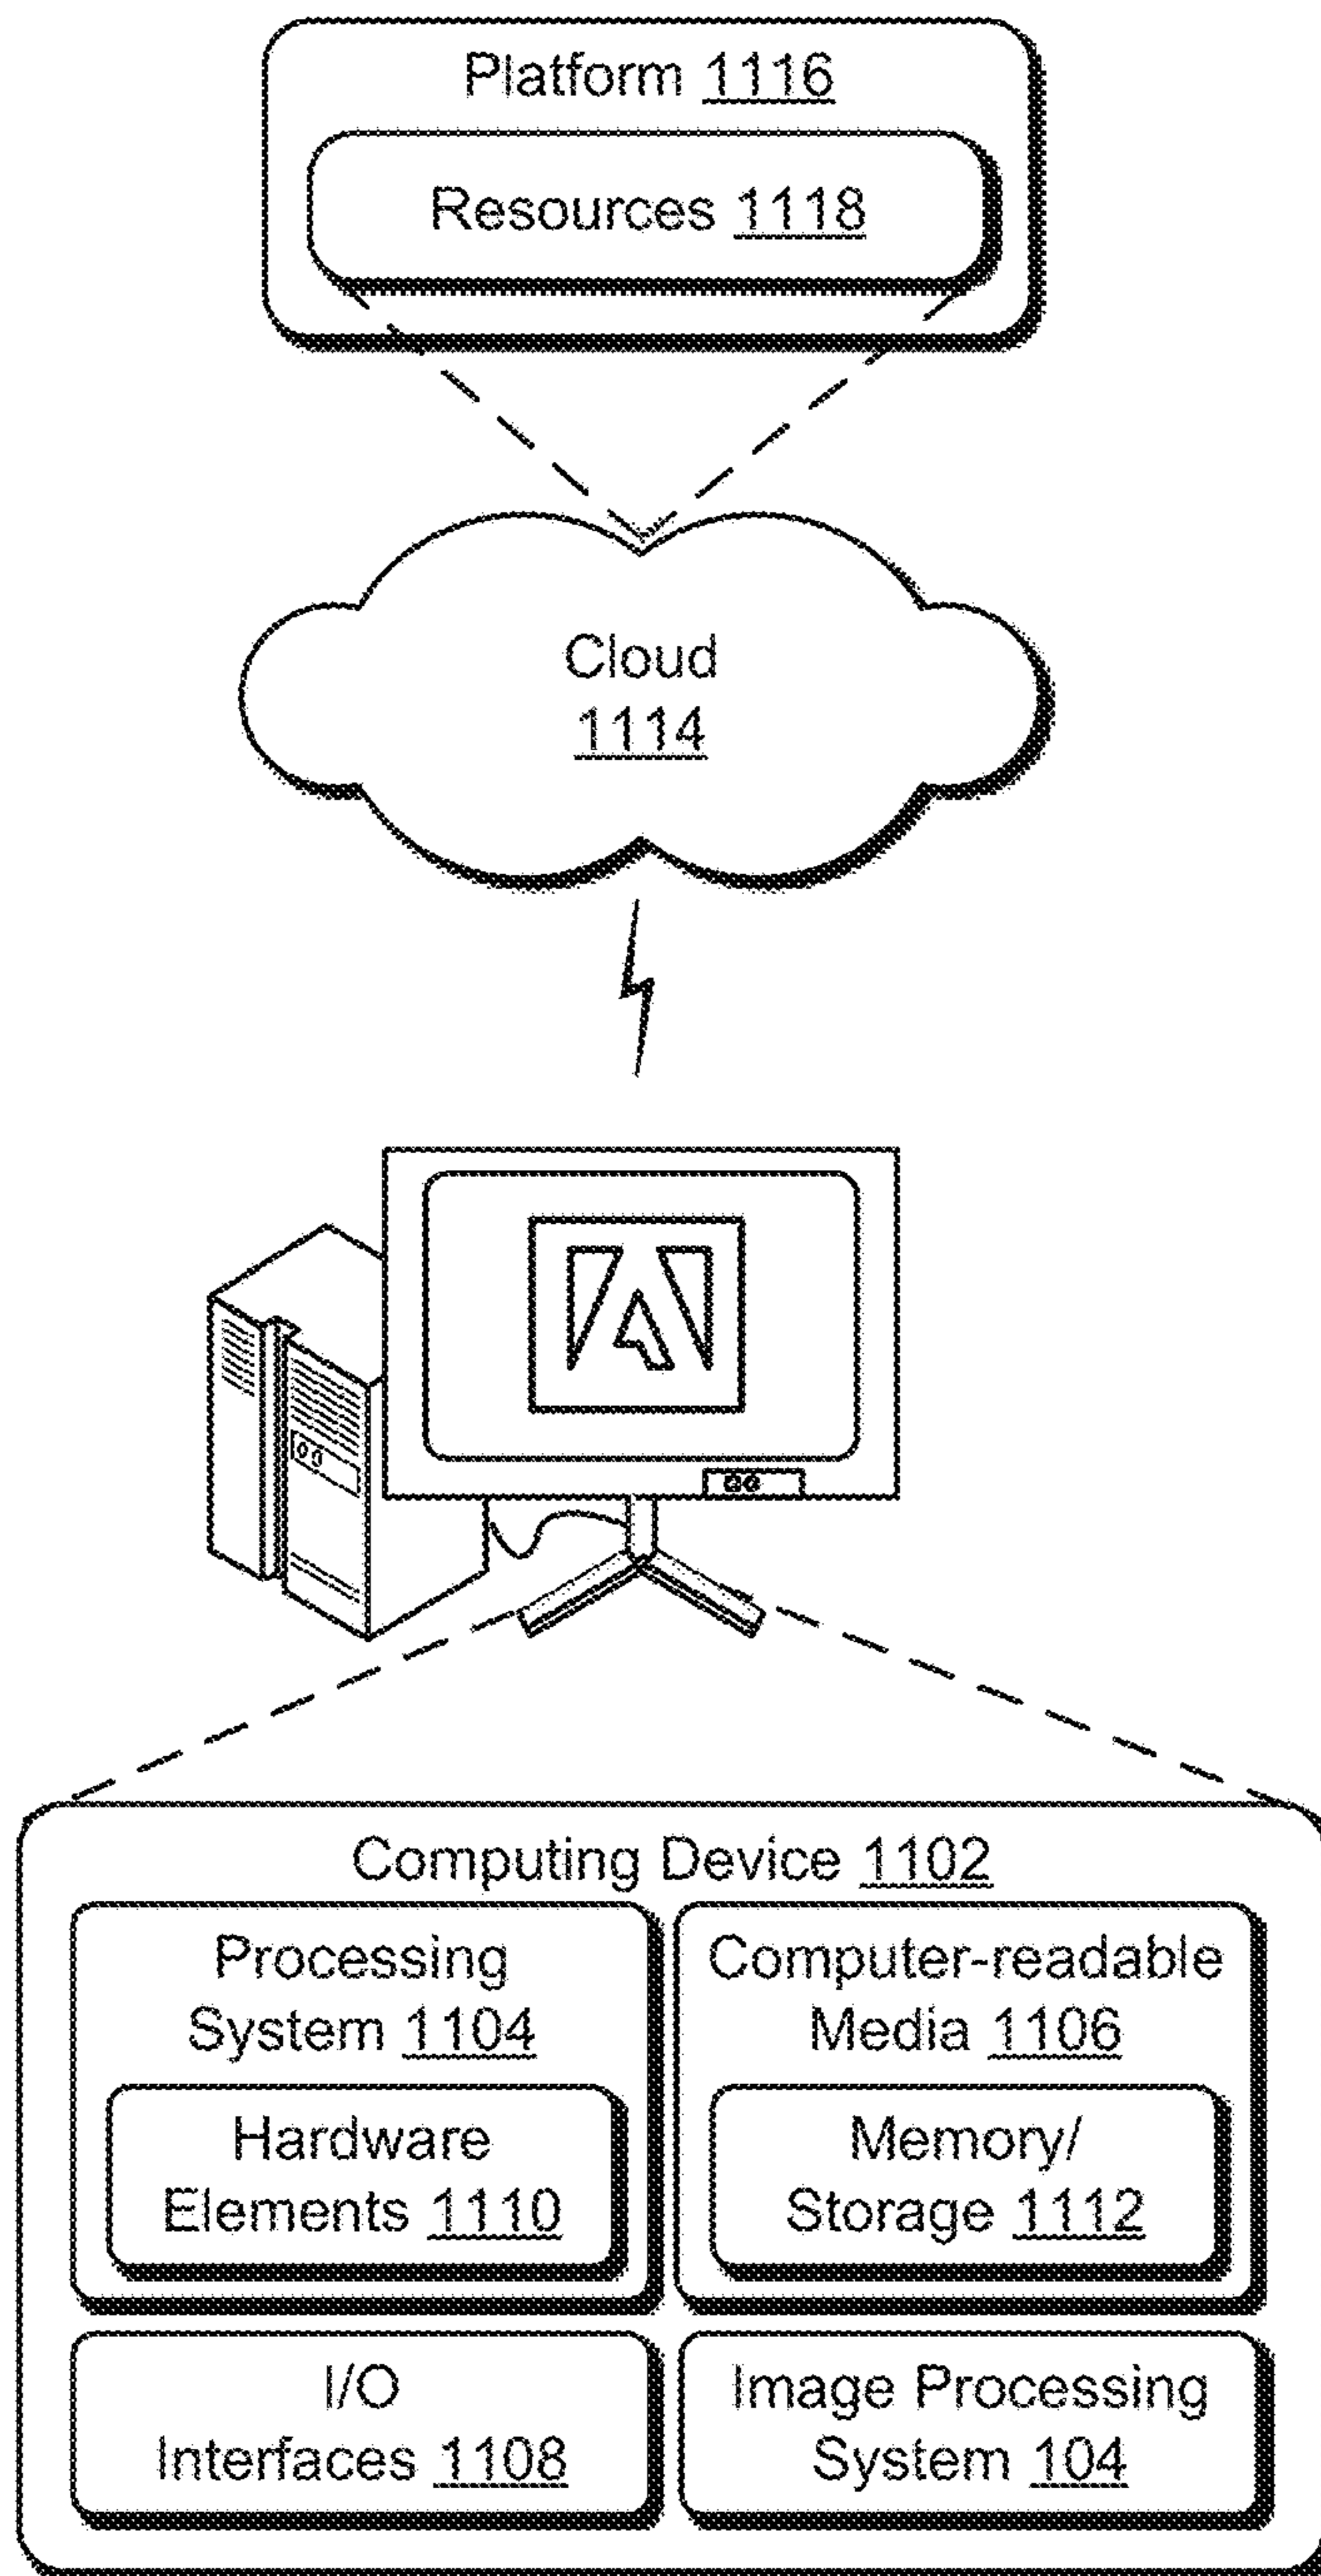 Platform 1116
Resources 1118
Cloud
1114
Computing Device 1102
Processing
System 1104
Hardware
Elements 1110
Computer-readable
Media 1106
Memory/
Storage 1112
I/O
Interfaces 1108
Image Processing
System 104